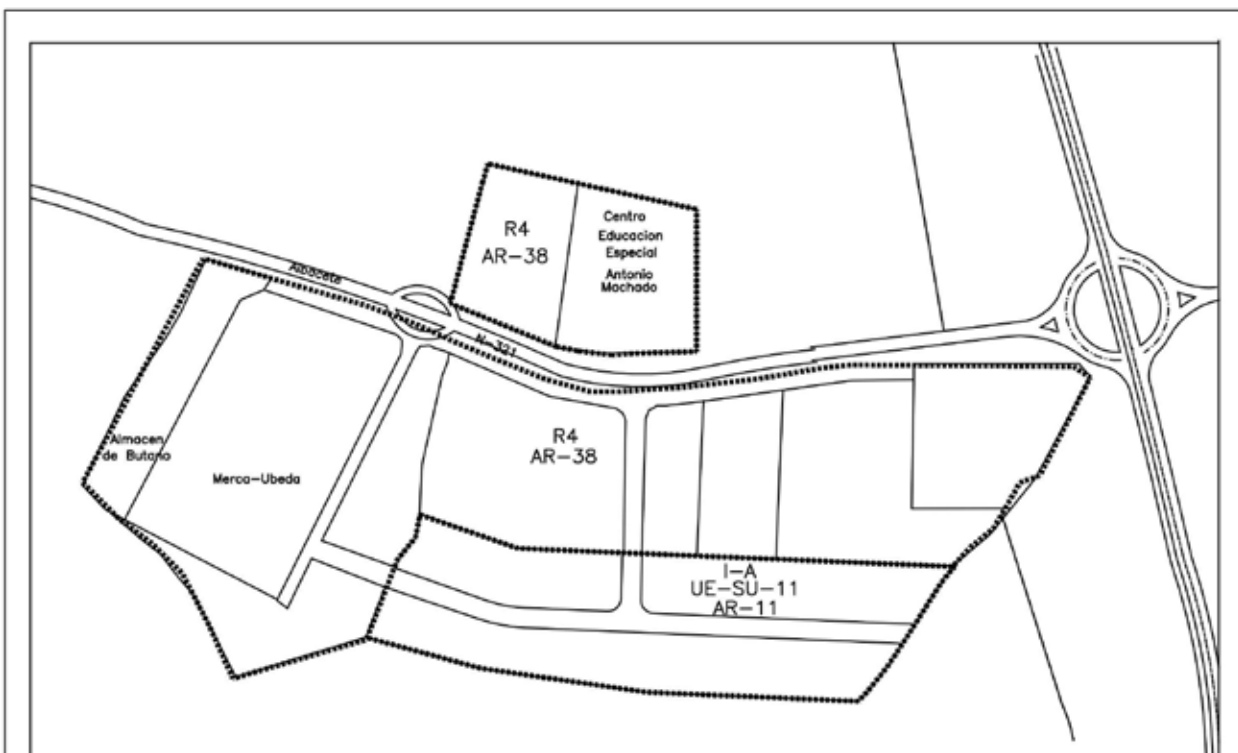 R4
AR-38
Centro
Educacion
Especial
Antonio
Machado
Albacete
N-321
Almacen
de Butano
Merca-Ubeda
R4
AR-38
I-A
UE-SU-11
AR-11